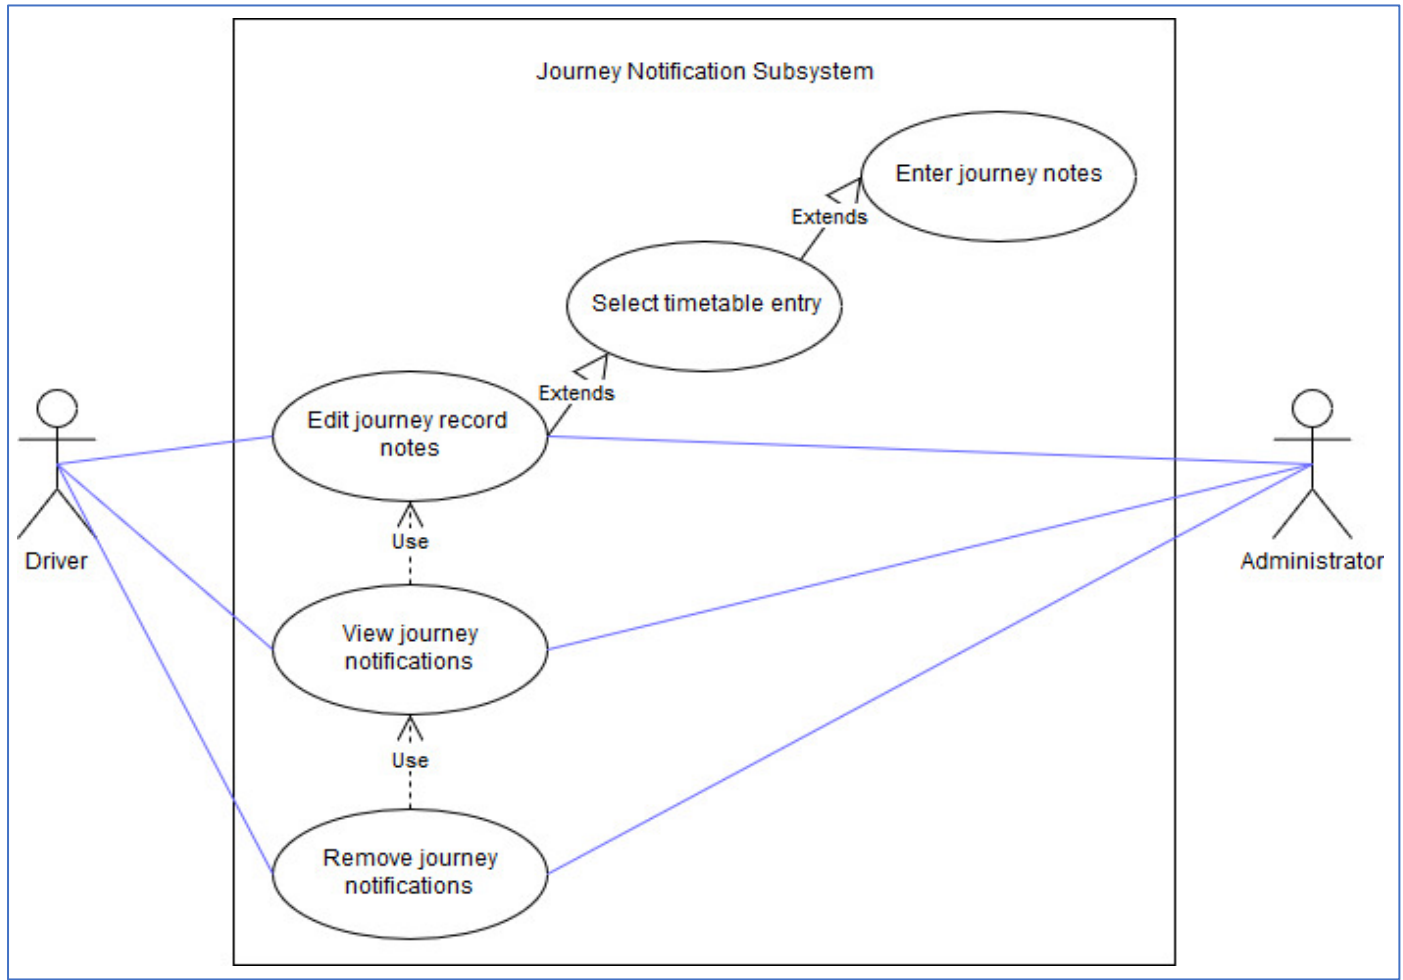 Journey Notification Subsystem
Enter journey notes
Extends
Select timetable entry
Extends
Edit journey record
notes
Use
Driver
Administrator
View journey
notifications
Use
Remove journey
notifications